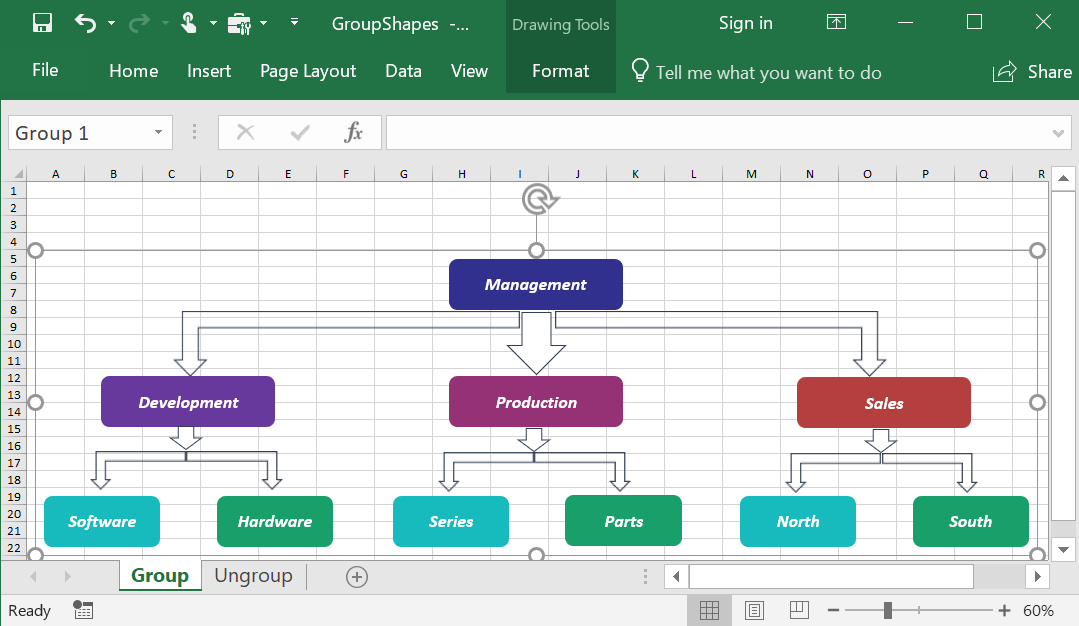 GroupShapes -... Drawing Tools Sign in
File Home Insert Page Layout Data View Format Tell me what you want to do Share
Group 1 fx
A B C D E F G H I J K L M N O P Q R
1
2
3
4
5
6
7
8
9
10
11
12
13
14
15
16
17
18
19
20
21
22
Management
Development Production Sales
Software Hardware Series Parts North South
Group Ungroup
Ready 60%